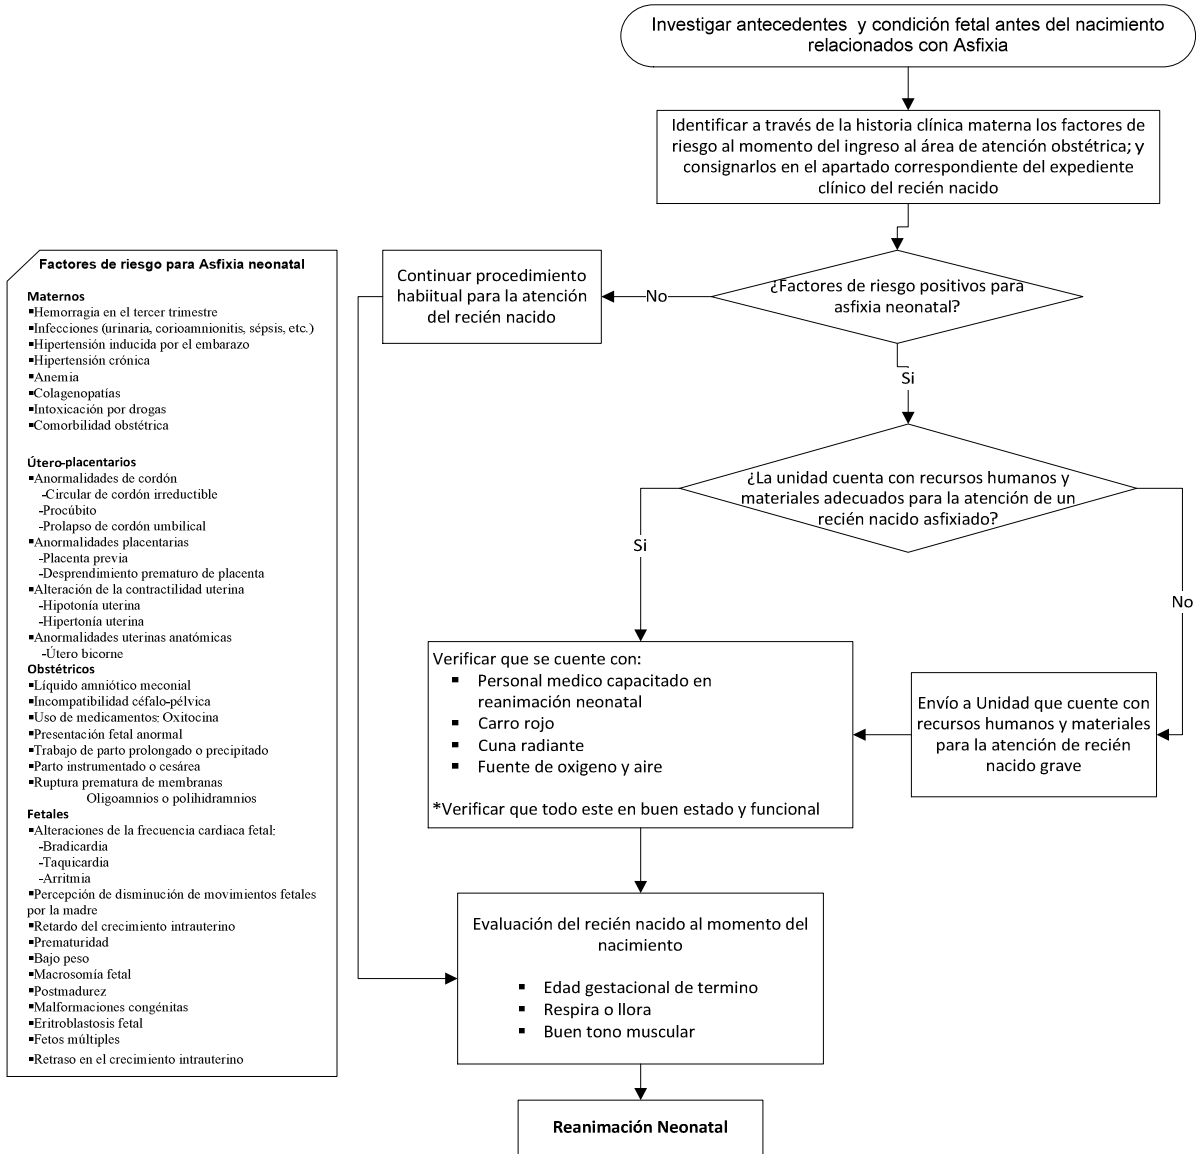 Investigar antecedentes y condición fetal antes del nacimiento
relacionados con Asfixia
Identificar a través de la historia clínica materna los factores de
riesgo al momento del ingreso al área de atención obstétrica; y
consignarlos en el apartado correspondiente del expediente
clínico del recién nacido
¿Factores de riesgo positivos para
asfixia neonatal?
No
Continuar procedimiento
habiitual para la atención
del recién nacido
Si
¿La unidad cuenta con recursos humanos y
materiales adecuados para la atención de un
recién nacido asfixiado?
Si
No
Verificar que se cuente con:
▪ Personal medico capacitado en
reanimación neonatal
▪ Carro rojo
▪ Cuna radiante
▪ Fuente de oxigeno y aire
*Verificar que todo este en buen estado y funcional
Envío a Unidad que cuente con
recursos humanos y materiales
para la atención de recién
nacido grave
Evaluación del recién nacido al momento del
nacimiento
▪ Edad gestacional de termino
▪ Respira o llora
▪ Buen tono muscular
Reanimación Neonatal
Factores de riesgo para Asfixia neonatal
Maternos
▪Hemorragia en el tercer trimestre
▪Infecciones (urinaria, corioamnionitis, sépsis, etc.)
▪Hipertensión inducida por el embarazo
▪Hipertensión crónica
▪Anemia
▪Colagenopatías
▪Intoxicación por drogas
▪Comorbilidad obstétrica
Útero-placentarios
▪Anormalidades de cordón
-Circular de cordón irreductible
-Procúbito
-Prolapso de cordón umbilical
▪Anormalidades placentarias
-Placenta previa
-Desprendimiento prematuro de placenta
▪Alteración de la contractilidad uterina
-Hipotonía uterina
-Hipertonía uterina
▪Anormalidades uterinas anatómicas
-Útero bicorne
Obstétricos
▪Líquido amniótico meconial
▪Incompatibilidad céfalo-pélvica
▪Uso de medicamentos: Oxitocina
▪Presentación fetal anormal
▪Trabajo de parto prolongado o precipitado
▪Parto instrumentado o cesárea
▪Ruptura prematura de membranas
Oligoamnios o polihidramnios
Fetales
▪Alteraciones de la frecuencia cardiaca fetal:
-Bradicardia
-Taquicardia
-Arritmia
▪Percepción de disminución de movimientos fetales
por la madre
▪Retardo del crecimiento intrauterino
▪Prematuridad
▪Bajo peso
▪Macrosomía fetal
▪Postmadurez
▪Malformaciones congénitas
▪Eritroblastosis fetal
▪Fetos múltiples
▪Retraso en el crecimiento intrauterino